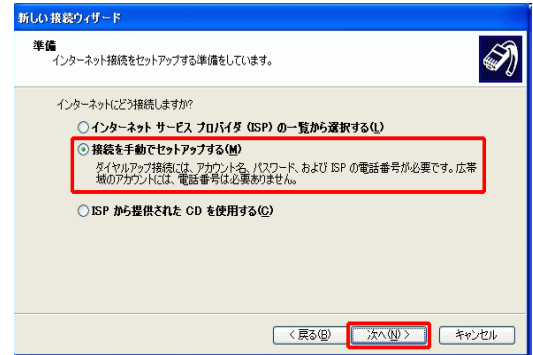 新しい接続ウィザード
準備
インターネット接続をセットアップする準備をしています。
インターネットにどう接続しますか?
インターネット サービス プロバイダ (ISP) の一覧から選択する(L)
接続を手動でセットアップする(M)
ダイヤルアップ接続には、アカウント名、パスワード、および ISP の電話番号が必要です。広帯
域のアカウントには、電話番号は必要ありません。
ISP から提供された CD を使用する(C)
< 戻る(B) 次へ(N) > キャンセル